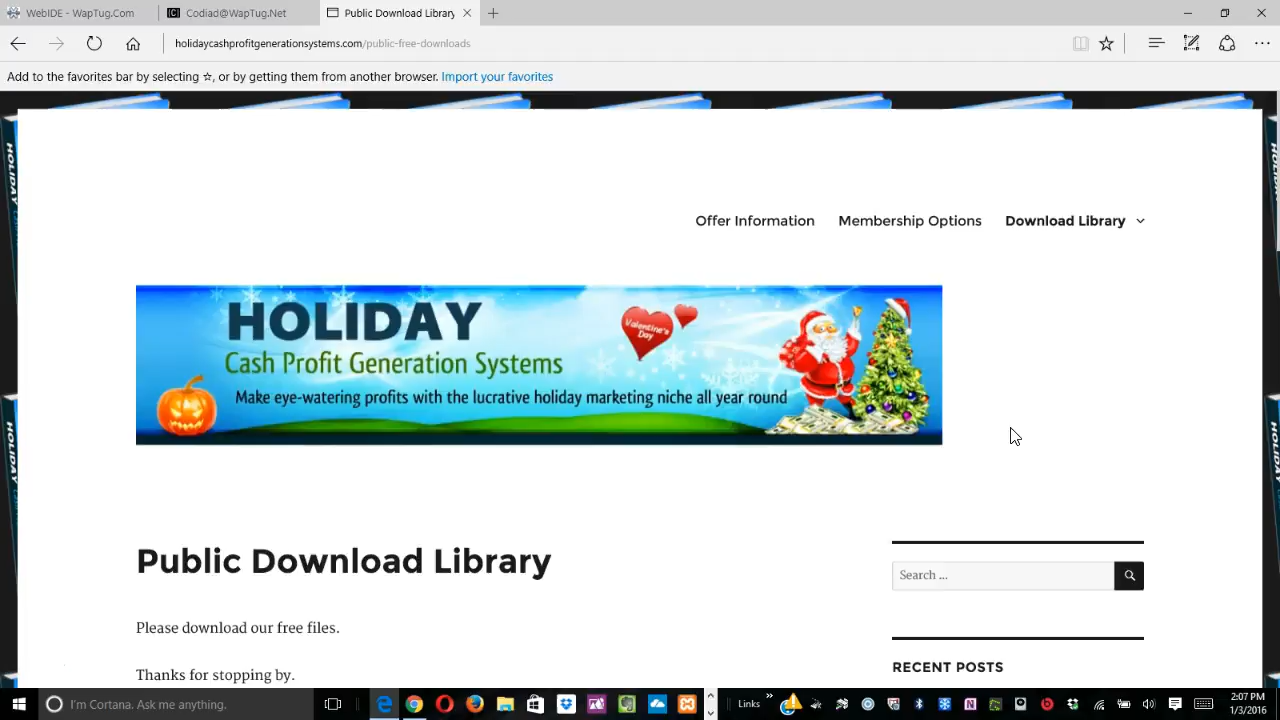 WebIDE - WapTug.Com
Codiad@WapTug.Net
Public Download Library
holidaycashprofitgenerationsystems.com/public-free-downloads
Add to the favorites bar by selecting ☆, or by getting them from another browser. Import your favorites
HOLIDAY
HOLIDAY
Offer Information
Membership Options
Download Library
HOLIDAY
Cash Profit Generation Systems
Make eye-watering profits with the lucrative holiday marketing niche all year round
Valentine's
Day
HOLIDAY
HOLIDAY
Public Download Library
Search ...
Please download our free files.
Thanks for stopping by.
RECENT POSTS
I'm Cortana. Ask me anything.
Links
2:07 PM
1/3/2016